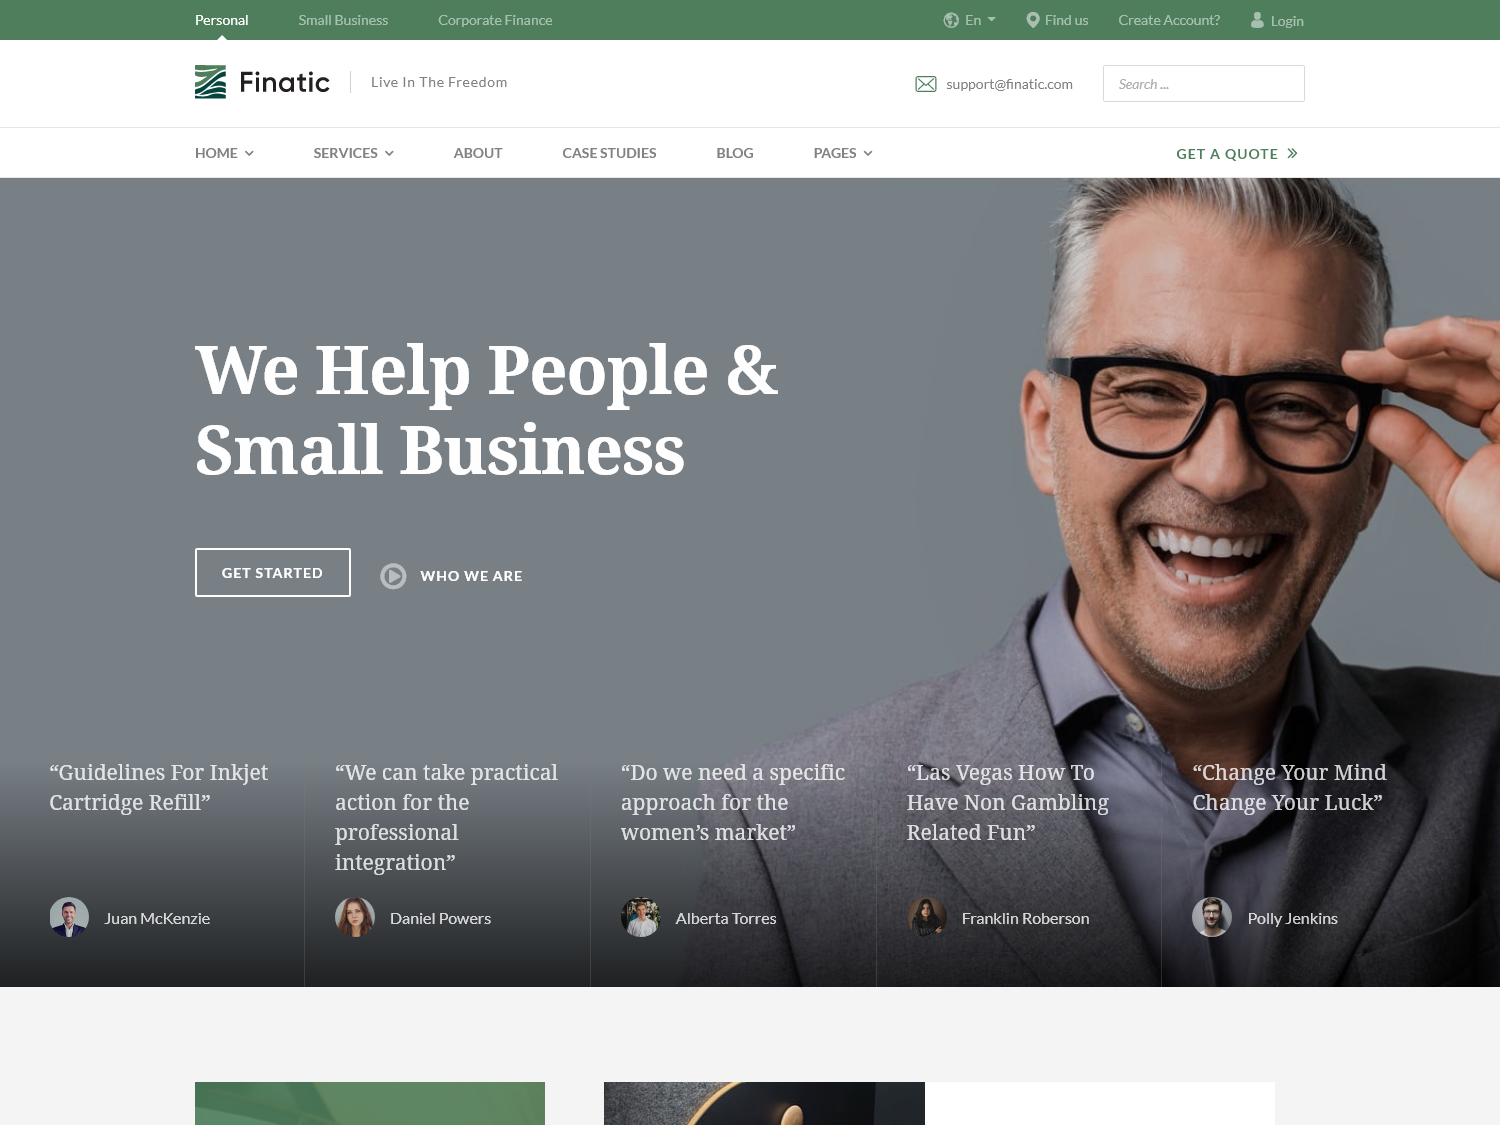 Personal
Small Business
Corporate Finance
En
Find us
Create Account?
Login
Finatic
Live In The Freedom
support@finatic.com
Search ...
HOME
SERVICES
ABOUT
CASE STUDIES
BLOG
PAGES
GET A QUOTE
We Help People &
Small Business
GET STARTED
WHO WE ARE
“Guidelines For Inkjet
Cartridge Refill”
Juan McKenzie
“We can take practical
action for the
professional
integration”
Daniel Powers
“Do we need a specific
approach for the
women’s market”
Alberta Torres
“Las Vegas How To
Have Non Gambling
Related Fun”
Franklin Roberson
“Change Your Mind
Change Your Luck”
Polly Jenkins